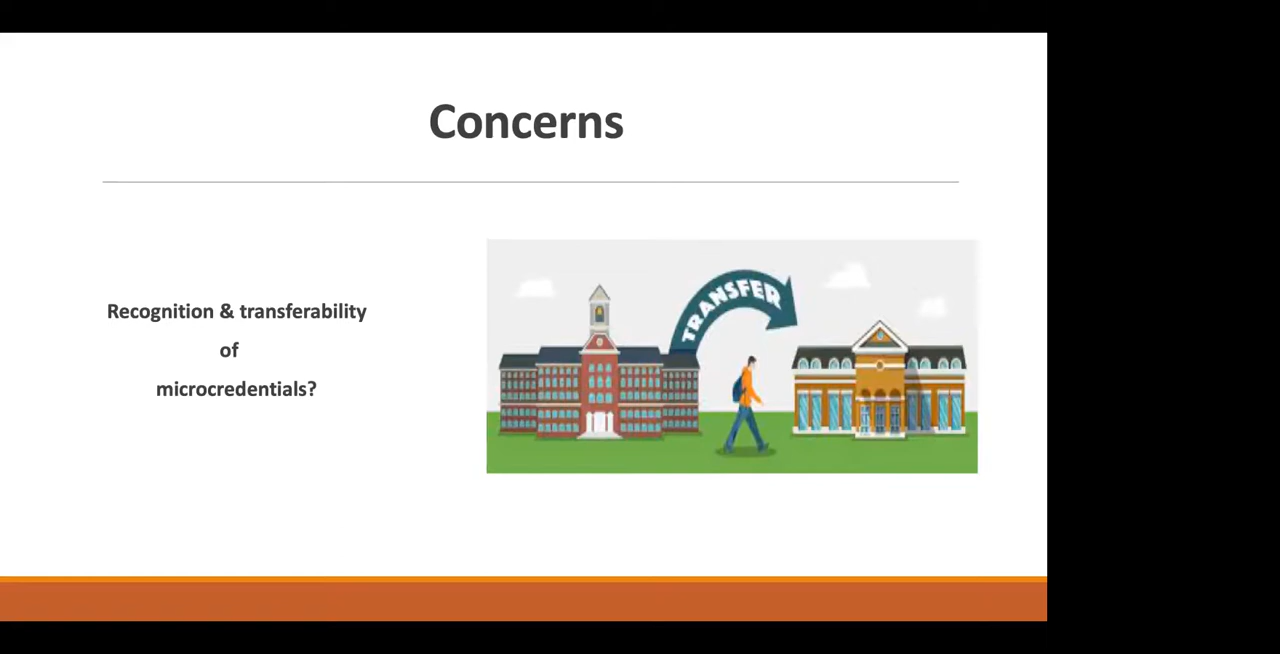 Concerns
Recognition & transferability
of
microcredentials?
TRANSFER